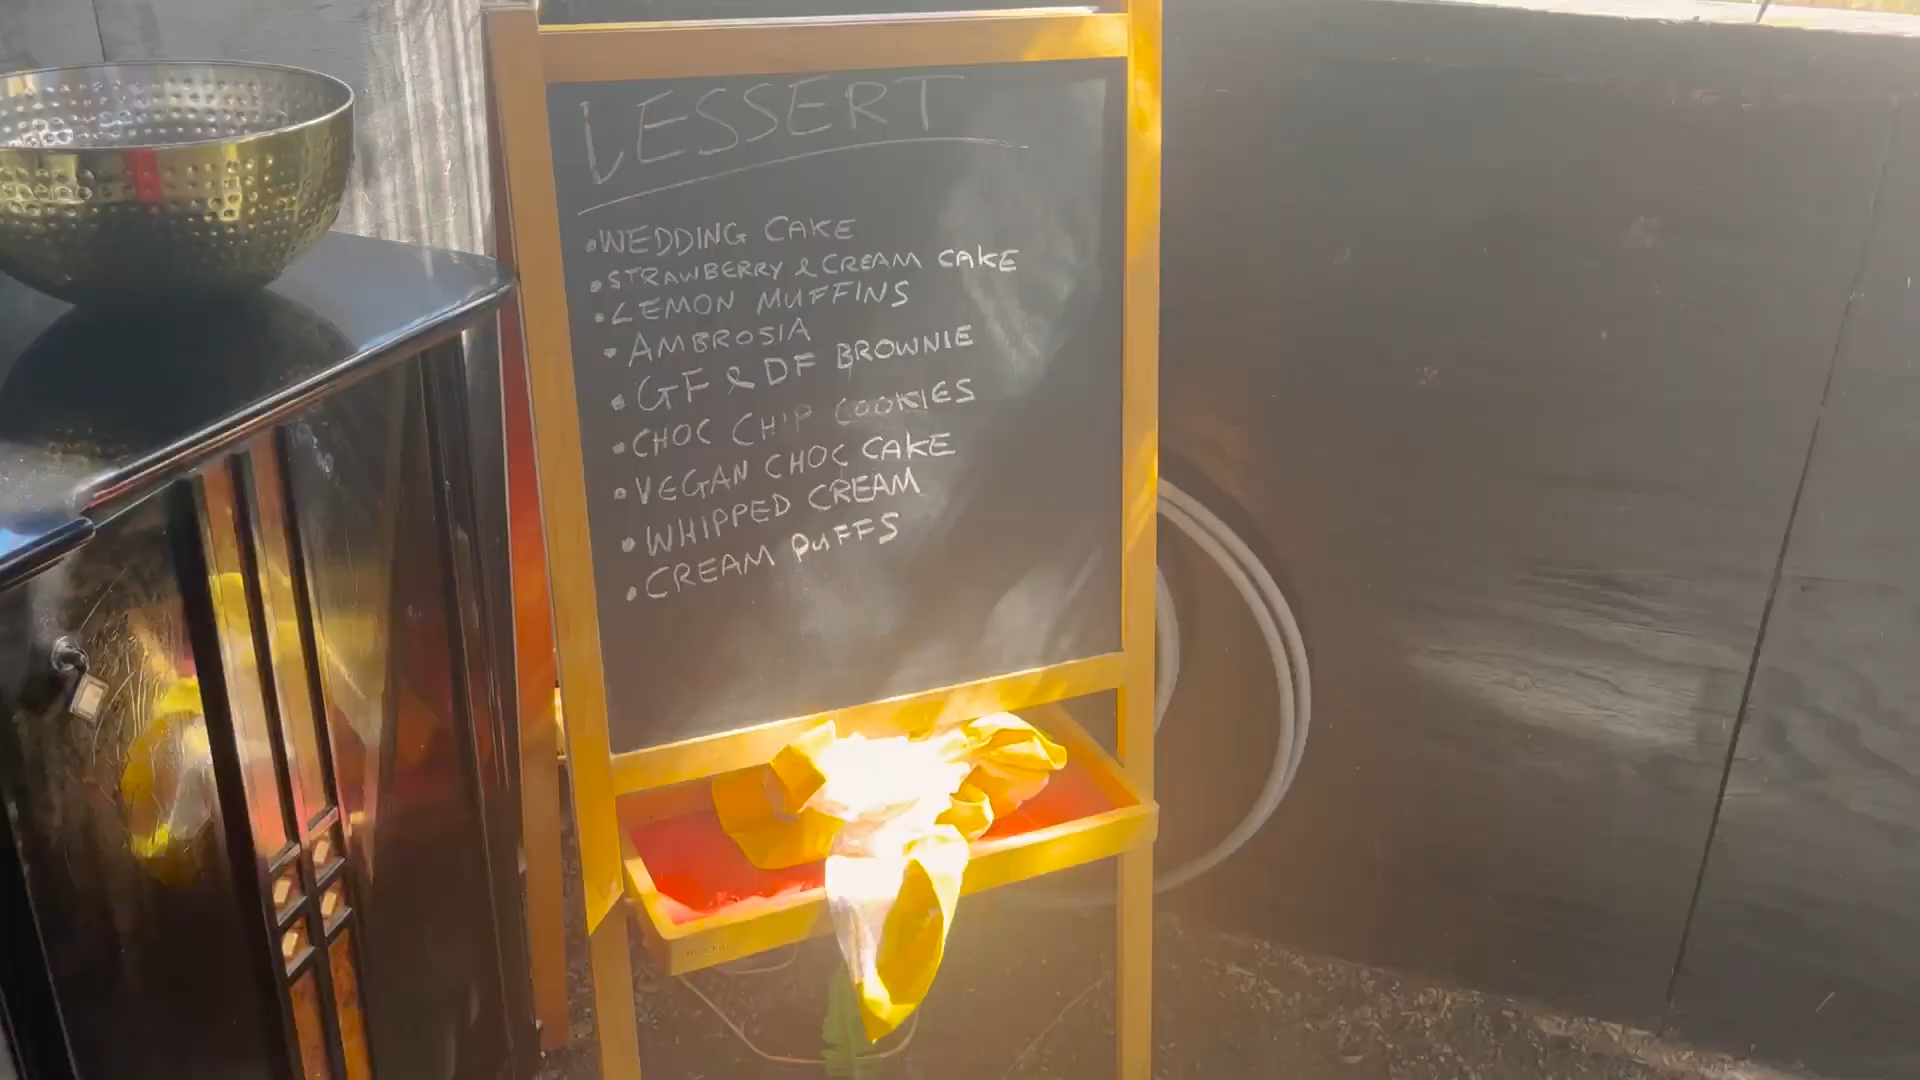 DESSERT
•WEDDING CAKE
•STRAWBERRY & CREAM CAKE
•LEMON MUFFINS
•AMBROSIA
•GF & DF BROWNIE
•CHOC CHIP COOKIES
•VEGAN CHOC CAKE
•WHIPPED CREAM
•CREAM PUFFS